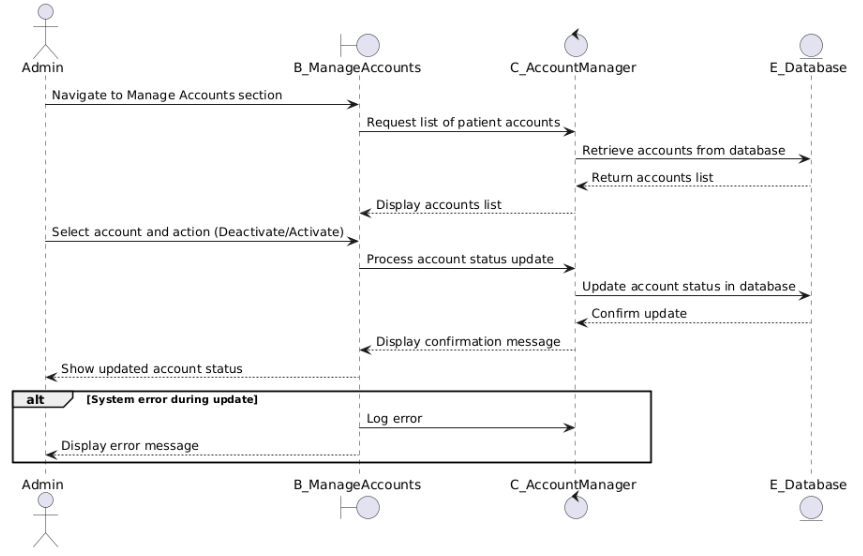 Admin
B_ManageAccounts
C_AccountManager
E_Database
Navigate to Manage Accounts section
Request list of patient accounts
Retrieve accounts from database
Return accounts list
Display accounts list
Select account and action (Deactivate/Activate)
Process account status update
Update account status in database
Confirm update
Display confirmation message
Show updated account status
alt [System error during update]
Log error
Display error message
Admin
B_ManageAccounts
C_AccountManager
E_Database